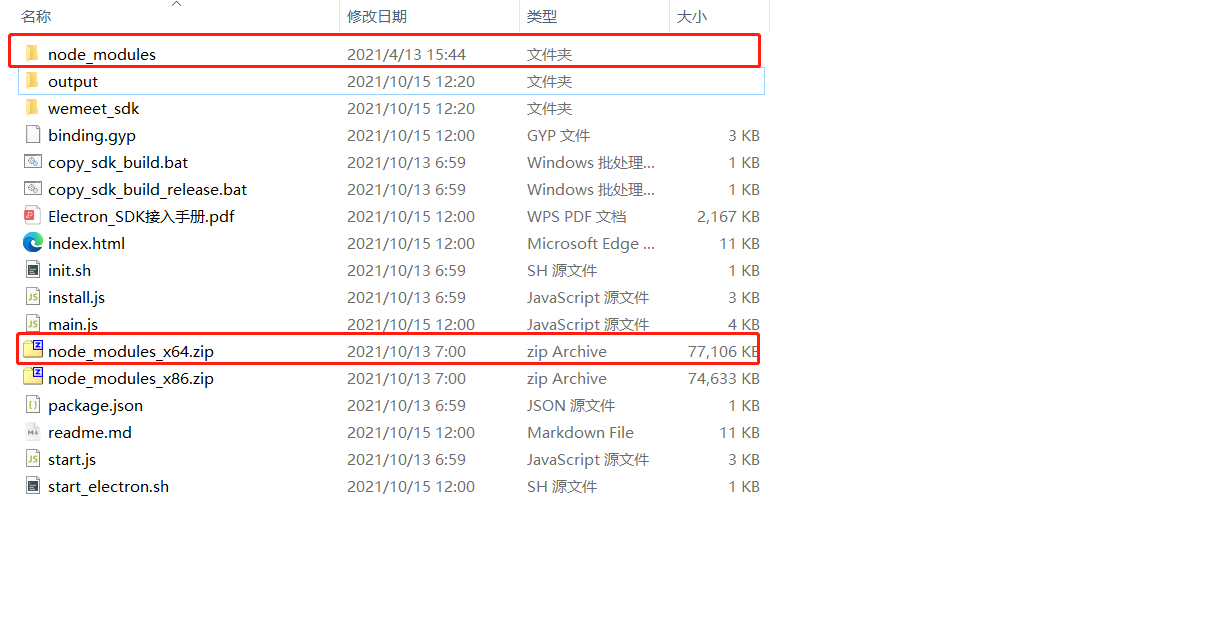 名称 修改日期 类型 大小
node_modules 2021/4/13 15:44 文件夹
output 2021/10/15 12:20 文件夹
wemeet_sdk 2021/10/15 12:20 文件夹
binding.gyp 2021/10/15 12:00 GYP 文件 3 KB
copy_sdk_build.bat 2021/10/13 6:59 Windows 批处理... 1 KB
copy_sdk_build_release.bat 2021/10/13 6:59 Windows 批处理... 1 KB
Electron_SDK接入手册.pdf 2021/10/15 12:00 WPS PDF 文档 2,167 KB
index.html 2021/10/15 12:00 Microsoft Edge ... 11 KB
init.sh 2021/10/13 6:59 SH 源文件 1 KB
install.js 2021/10/13 6:59 JavaScript 源文件 3 KB
main.js 2021/10/15 12:00 JavaScript 源文件 4 KB
node_modules_x64.zip 2021/10/13 7:00 zip Archive 77,106 KB
node_modules_x86.zip 2021/10/13 7:00 zip Archive 74,633 KB
package.json 2021/10/13 6:59 JSON 源文件 1 KB
readme.md 2021/10/15 12:00 Markdown File 11 KB
start.js 2021/10/13 6:59 JavaScript 源文件 3 KB
start_electron.sh 2021/10/15 12:00 SH 源文件 1 KB